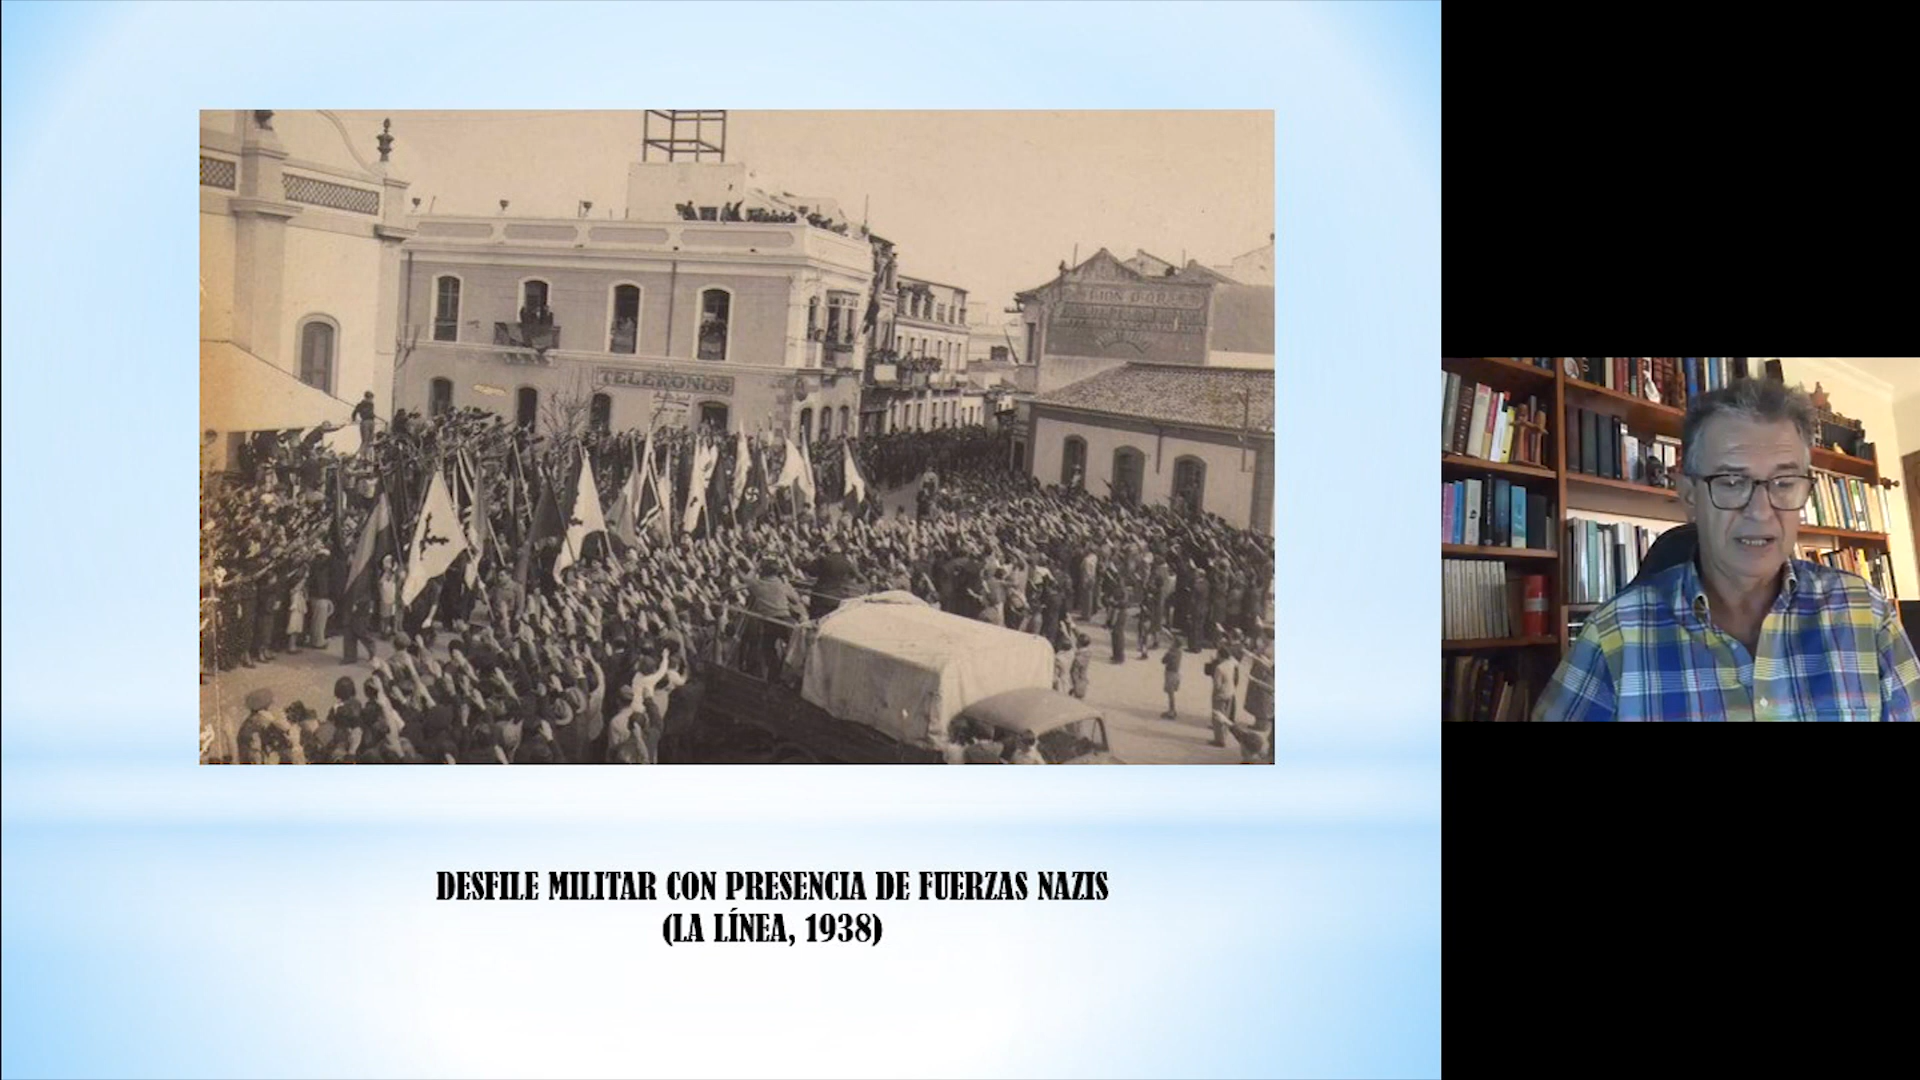 TELEFONOS
DESFILE MILITAR CON PRESENCIA DE FUERZAS NAZIS
(LA LÍNEA, 1938)